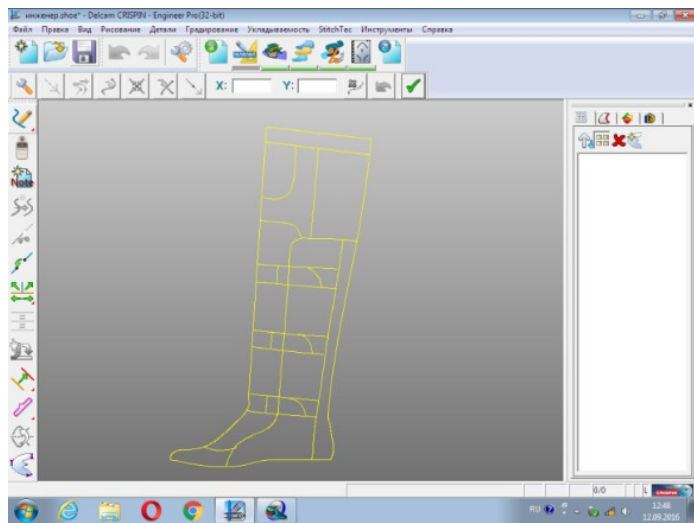 инженер.shoe* - Delcam CRISPIN - Engineer Pro(32-bit)
Файл Правка Вид Рисование Детали Градирование Укладываемость StitchTec Инструменты Справка
X: Y:
Note
0/0 L
RU 12:48
12.09.2016